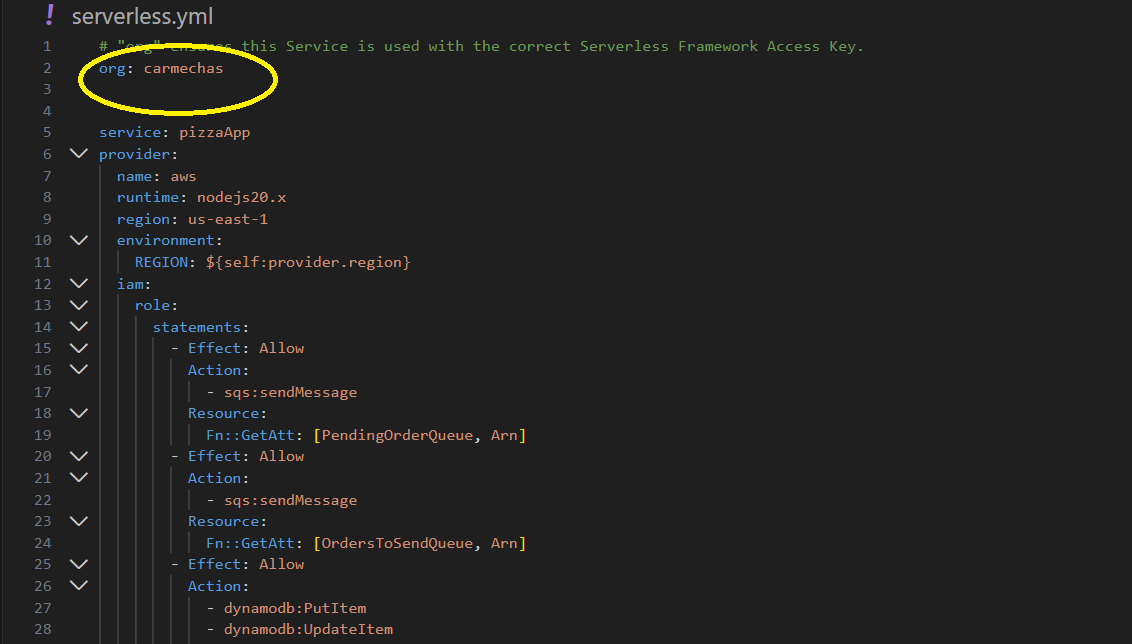 ! serverless.yml
1 # "org" ensures this Service is used with the correct Serverless Framework Access Key.
2 org: carmechas
3
4
5 service: pizzaApp
6 provider:
7 name: aws
8 runtime: nodejs20.x
9 region: us-east-1
10 environment:
11 REGION: ${self:provider.region}
12 iam:
13 role:
14 statements:
15 - Effect: Allow
16 Action:
17 - sqs:sendMessage
18 Resource:
19 Fn::GetAtt: [PendingOrderQueue, Arn]
20 - Effect: Allow
21 Action:
22 - sqs:sendMessage
23 Resource:
24 Fn::GetAtt: [OrdersToSendQueue, Arn]
25 - Effect: Allow
26 Action:
27 - dynamodb:PutItem
28 - dynamodb:UpdateItem